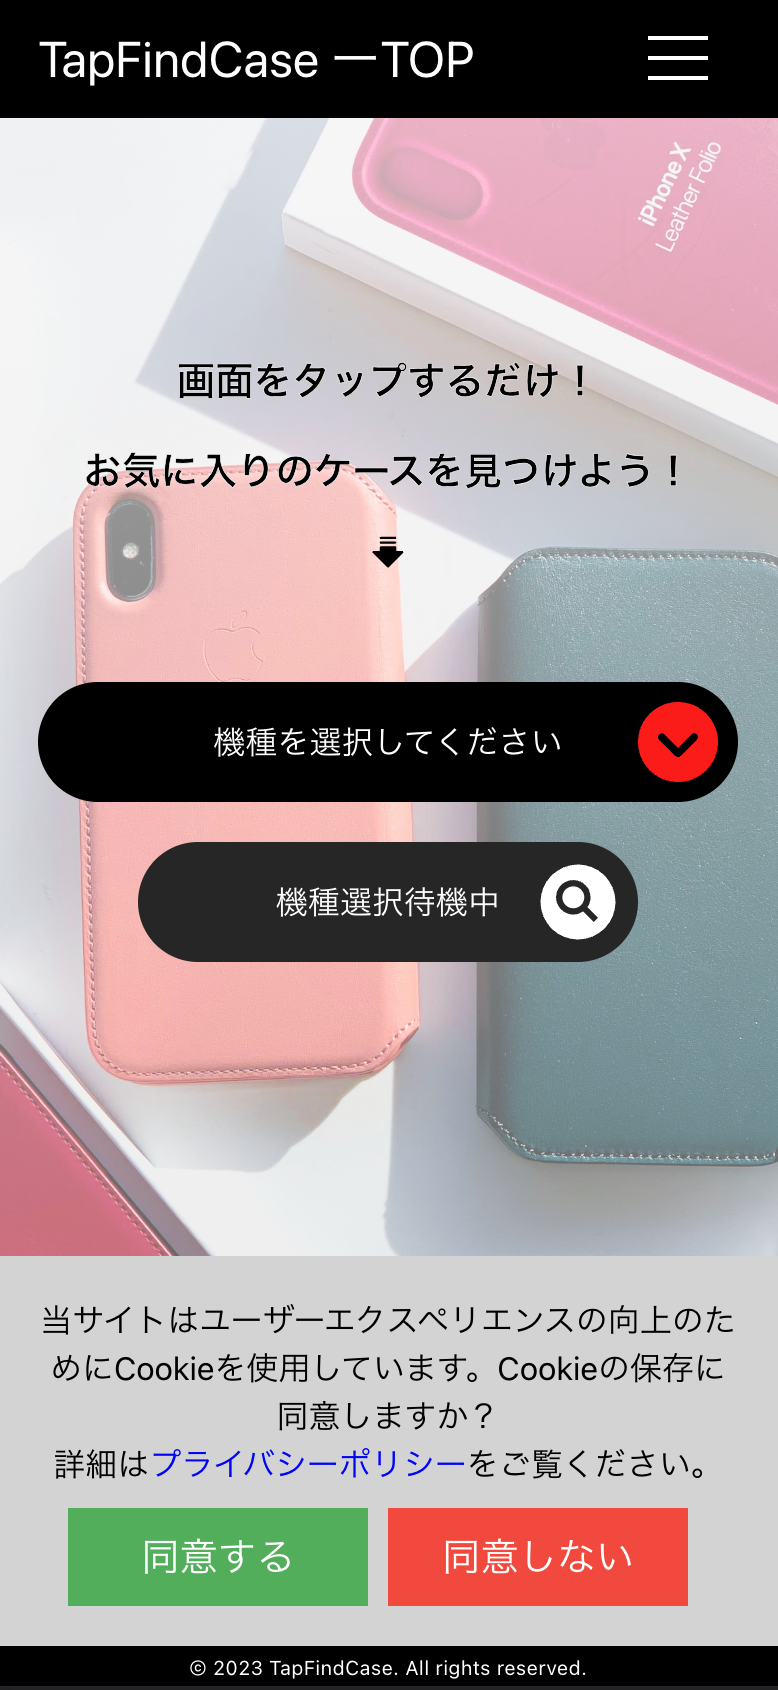 TapFindCase ーTOP
iPhone X
Leather Folio
画面をタップするだけ！
お気に入りのケースを見つけよう！
機種を選択してください
機種選択待機中
当サイトはユーザーエクスペリエンスの向上のた
めにCookieを使用しています。Cookieの保存に
同意しますか？
詳細はプライバシーポリシーをご覧ください。
同意する
同意しない
© 2023 TapFindCase. All rights reserved.